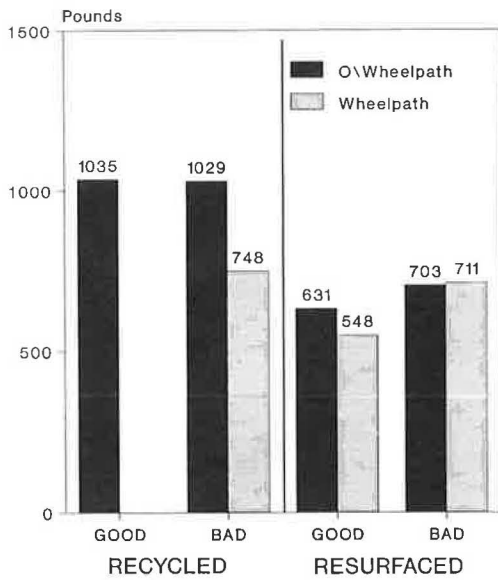 Pounds
1500
O\Wheelpath
Wheelpath
1035
1029
1000
748
703
711
631
548
500
0
GOOD
BAD
GOOD
BAD
RECYCLED
RESURFACED